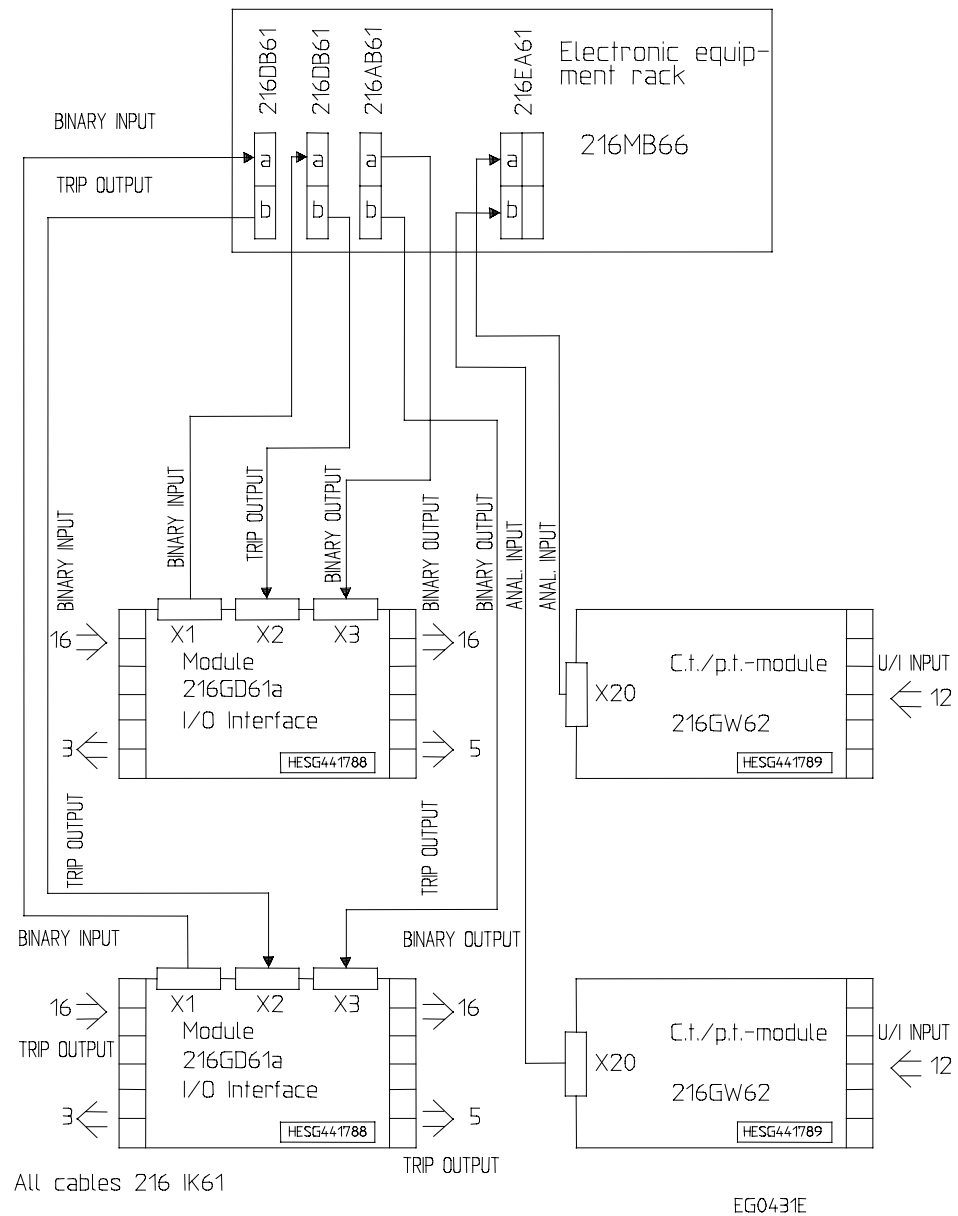 216DB61
216DB61
216AB61
216EA61
Electronic equip-
ment rack
216MB66
BINARY INPUT
TRIP OUTPUT
a
a
a
a
b
b
b
b
BINARY INPUT
BINARY INPUT
TRIP OUTPUT
BINARY OUTPUT
BINARY OUTPUT
BINARY OUTPUT
ANAL. INPUT
ANAL. INPUT
16
X1
X2
X3
16
Module
216GD61a
I/O Interface
3
5
HESG441788
X20
C.t./p.t.-module
216GW62
HESG441789
U/I INPUT
12
TRIP OUTPUT
TRIP OUTPUT
BINARY INPUT
BINARY OUTPUT
16
X1
X2
X3
16
TRIP OUTPUT
Module
216GD61a
I/O Interface
3
5
HESG441788
TRIP OUTPUT
X20
C.t./p.t.-module
216GW62
HESG441789
U/I INPUT
12
All cables 216 IK61
EG0431E